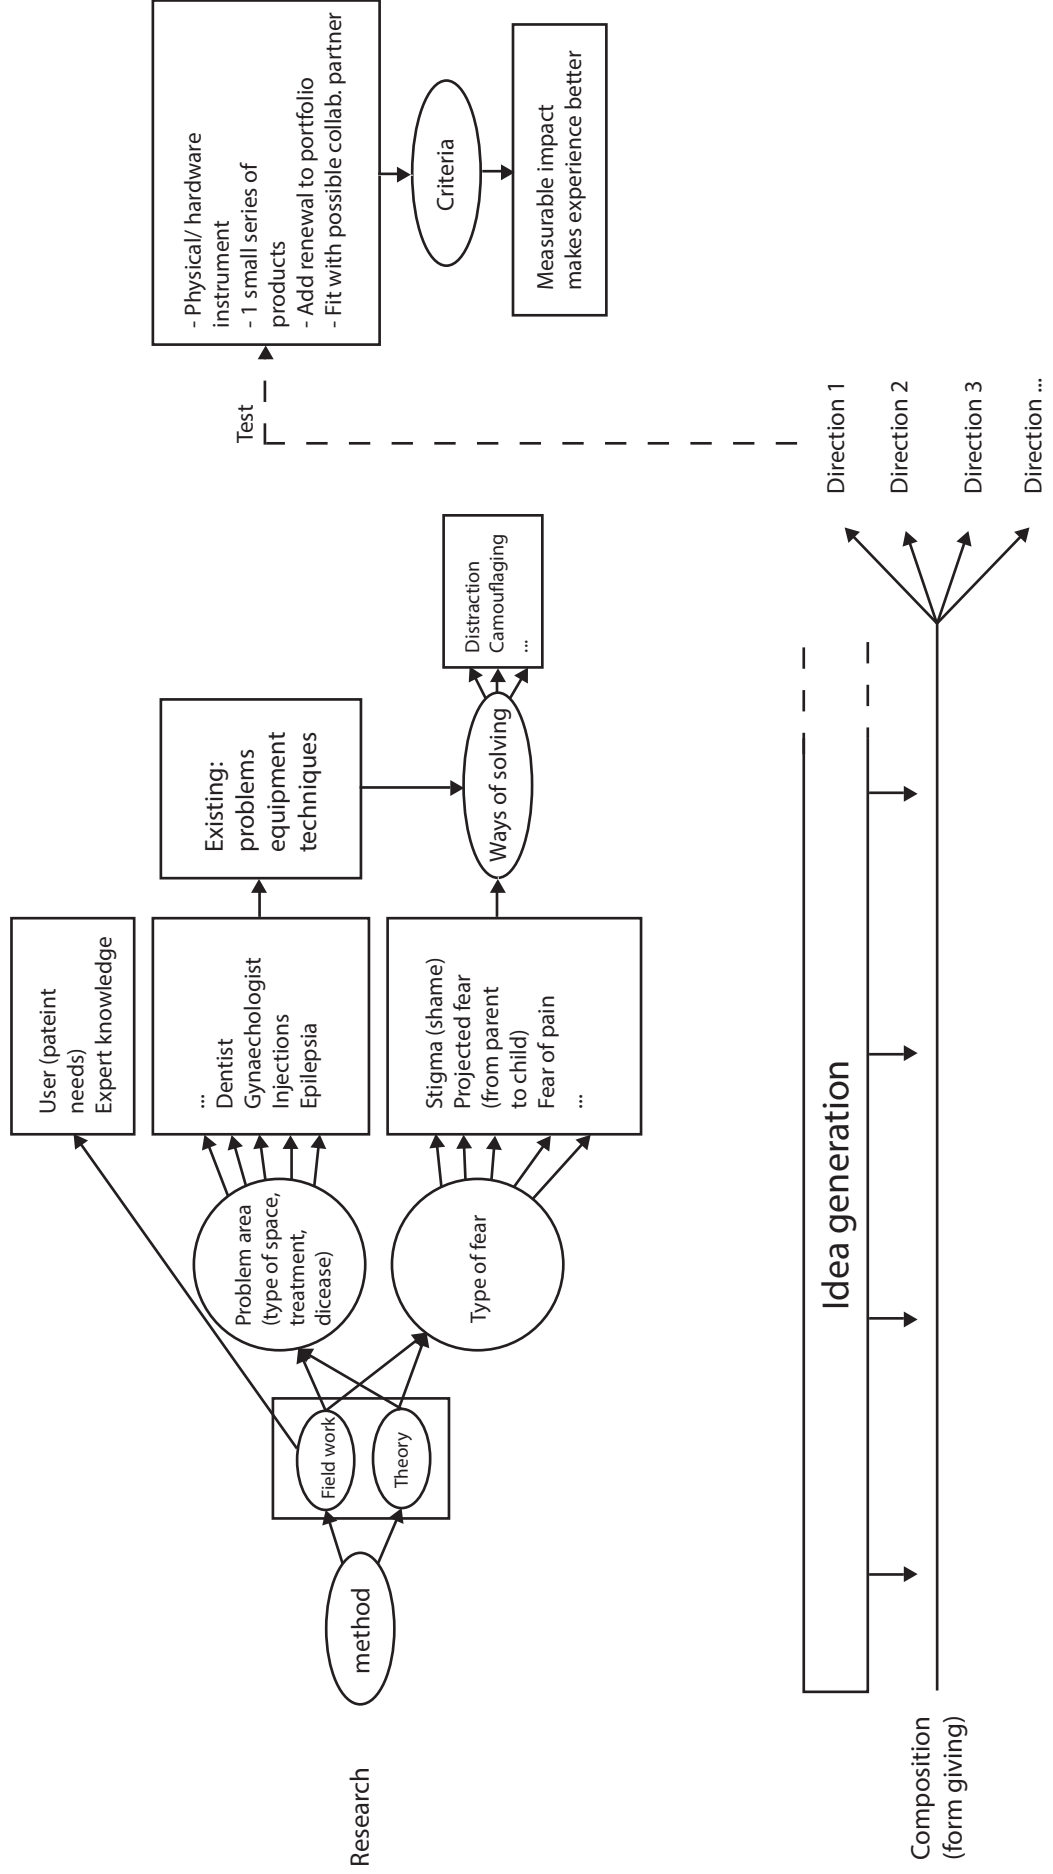 Research
method
Field work
Theory
User (pateint
needs)
Expert knowledge
Problem area
(type of space,
treatment,
dicease)
...
Dentist
Gynaechologist
Injections
Epilepsia
Type of fear
Stigma (shame)
Projected fear
(from parent
to child)
Fear of pain
...
Existing:
problems
equipment
techniques
Ways of solving
Distraction
Camouflaging
...
Test
- Physical/ hardware
instrument
- 1 small series of
products
- Add renewal to portfolio
- Fit with possible collab. partner
Criteria
Measurable impact
makes experience better
Idea generation
Composition
(form giving)
Direction 1
Direction 2
Direction 3
Direction ...